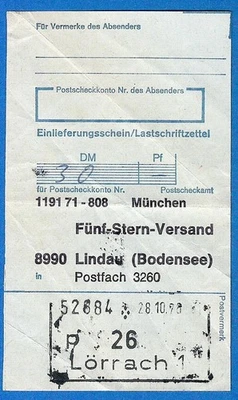 Für Vermerke des Absenders
Postscheckkonto Nr. des Absenders
Einlieferungsschein/Lastschriftzettel
DM Pf
30 —
für Postscheckkonto Nr. Postscheckamt
1191 71 - 808 München
Fünf-Stern-Versand
8990 Lindau (Bodensee)
in Postfach 3260
Postvermerk
52684 28.10.
P 26
Lörrach 1